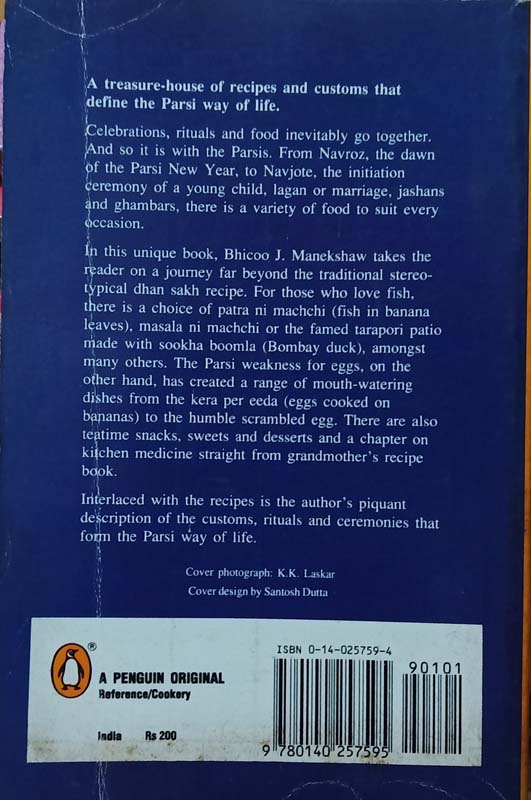 A treasure-house of recipes and customs that
define the Parsi way of life.
Celebrations, rituals and food inevitably go together.
And so it is with the Parsis. From Navroz, the dawn
of the Parsi New Year, to Navjote, the initiation
ceremony of a young child, lagan or marriage, jashans
and ghambars, there is a variety of food to suit every
occasion.
In this unique book, Bhicoo J. Manekshaw takes the
reader on a journey far beyond the traditional stereo-
typical dhan sakh recipe. For those who love fish,
there is a choice of patra ni machchi (fish in banana
leaves), masala ni machchi or the famed tarapori patio
made with sookha boomla (Bombay duck), amongst
many others. The Parsi weakness for eggs, on the
other hand, has created a range of mouth-watering
dishes from the kera per eeda (eggs cooked on
bananas) to the humble scrambled egg. There are also
teatime snacks, sweets and desserts and a chapter on
kitchen medicine straight from grandmother's recipe
book.
Interlaced with the recipes is the author's piquant
description of the customs, rituals and ceremonies that
form the Parsi way of life.
Cover photograph: K.K. Laskar
Cover design by Santosh Dutta
®
A PENGUIN ORIGINAL
Reference/Cookery
India Rs 200
ISBN 0-14-025759-4
90101
9 780140 257595